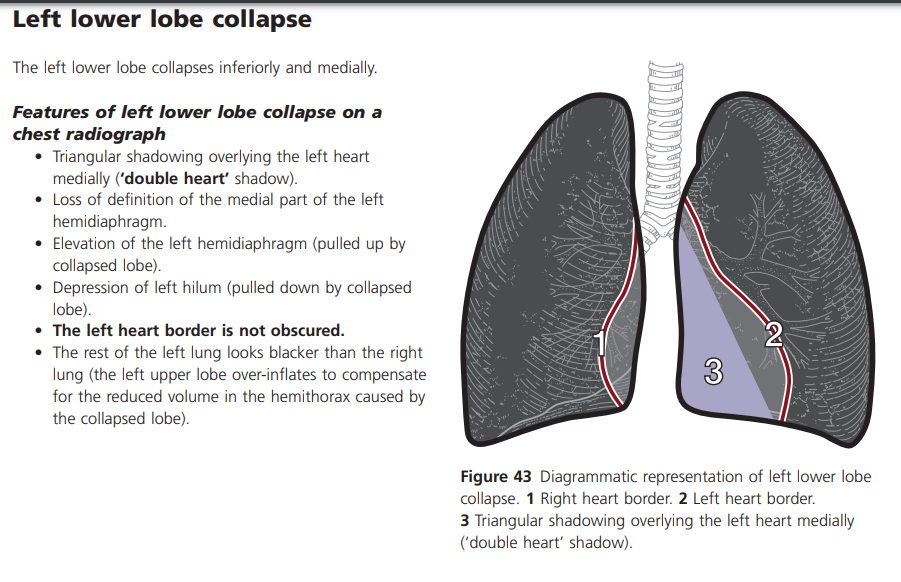 Left lower lobe collapse
The left lower lobe collapses inferiorly and medially.
Features of left lower lobe collapse on a
chest radiograph
• Triangular shadowing overlying the left heart
medially (‘double heart’ shadow).
• Loss of definition of the medial part of the left
hemidiaphragm.
• Elevation of the left hemidiaphragm (pulled up by
collapsed lobe).
• Depression of left hilum (pulled down by collapsed
lobe).
• The left heart border is not obscured.
• The rest of the left lung looks blacker than the right
lung (the left upper lobe over-inflates to compensate
for the reduced volume in the hemithorax caused by
the collapsed lobe).
1
2
3
Figure 43 Diagrammatic representation of left lower lobe
collapse. 1 Right heart border. 2 Left heart border.
3 Triangular shadowing overlying the left heart medially
(‘double heart’ shadow).